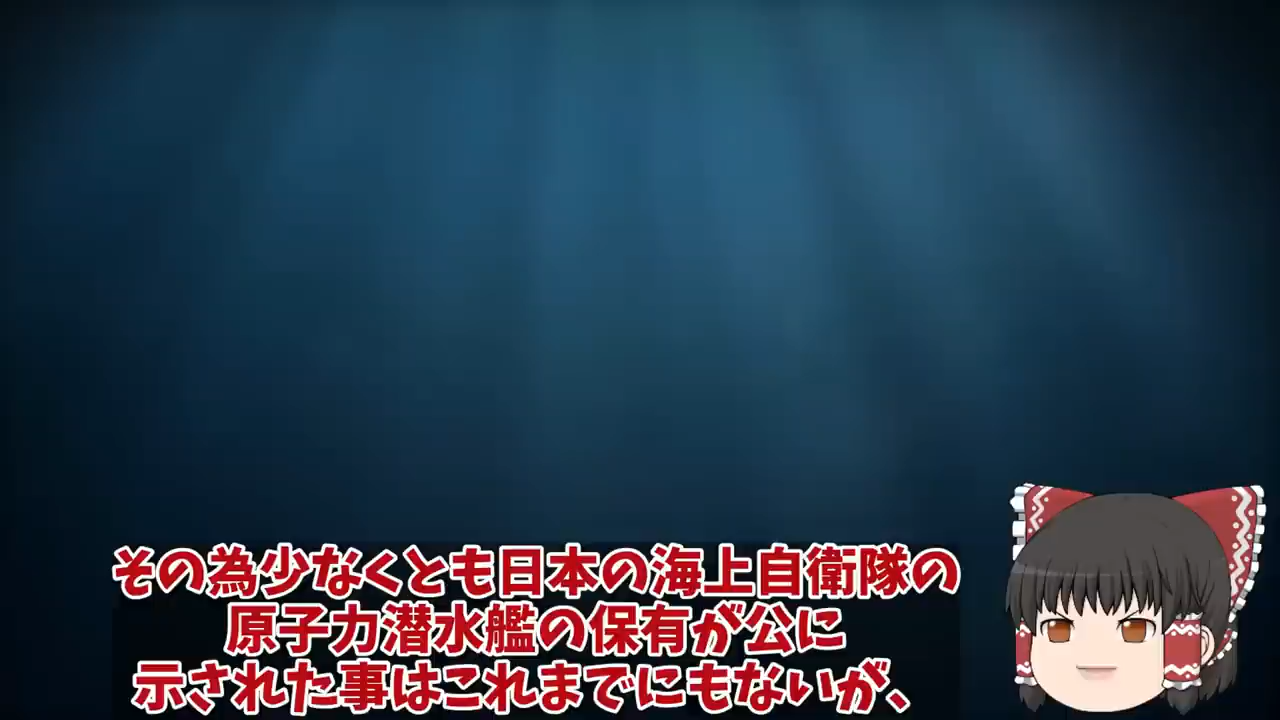 その為少なくとも日本の海上自衛隊の
原子力潜水艦の保有が公に
示された事はこれまでにもないが、